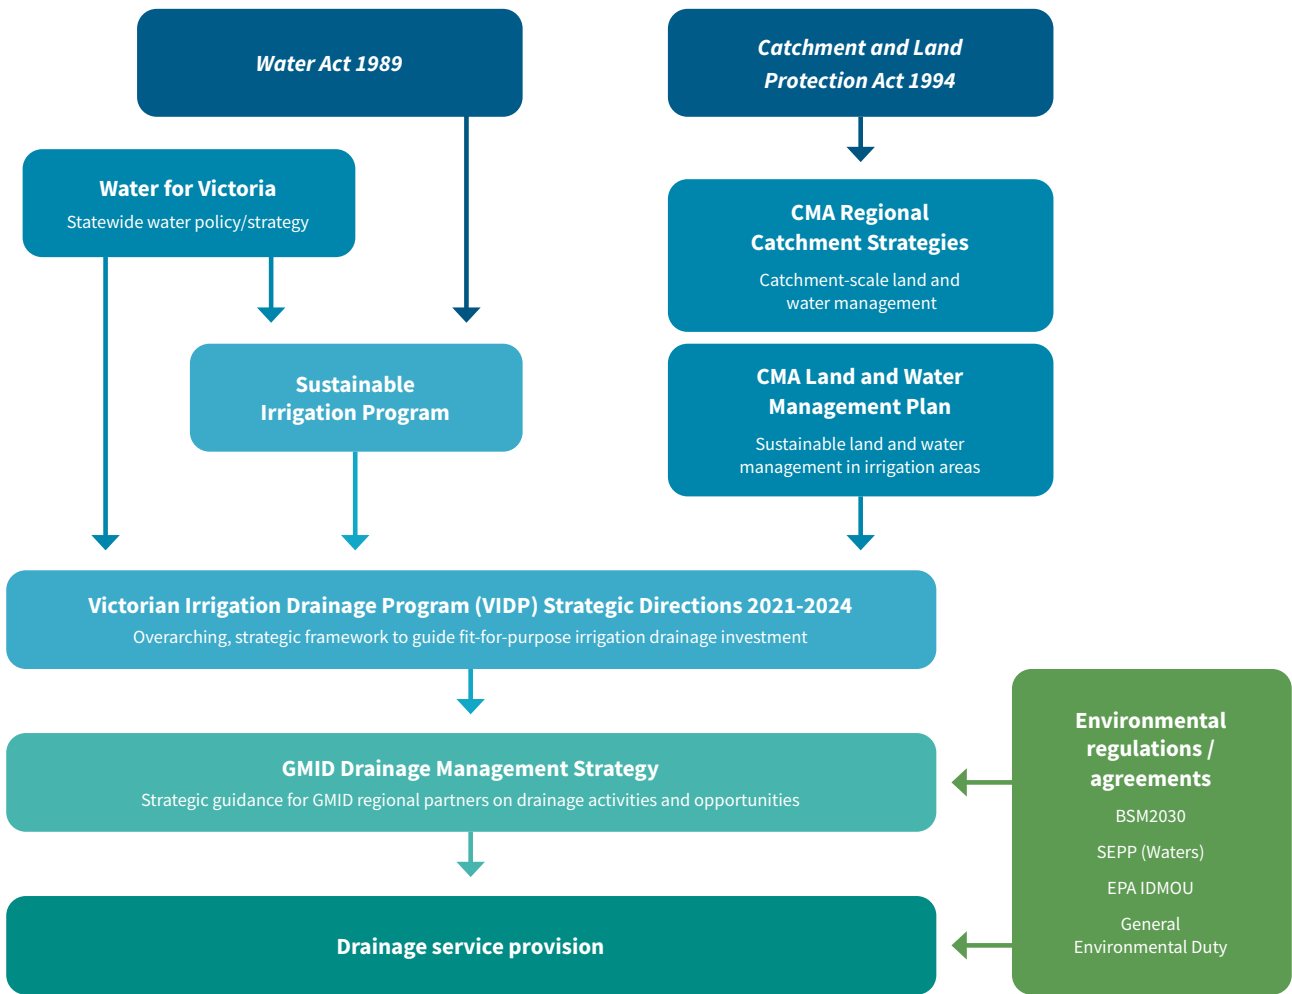 Water Act 1989
Catchment and Land
Protection Act 1994
Water for Victoria
Statewide water policy/strategy
CMA Regional
Catchment Strategies
Catchment-scale land and
water management
Sustainable
Irrigation Program
CMA Land and Water
Management Plan
Sustainable land and water
management in irrigation areas
Victorian Irrigation Drainage Program (VIDP) Strategic Directions 2021-2024
Overarching, strategic framework to guide fit-for-purpose irrigation drainage investment
GMID Drainage Management Strategy
Strategic guidance for GMID regional partners on drainage activities and opportunities
Drainage service provision
Environmental
regulations /
agreements
BSM2030
SEPP (Waters)
EPA IDMOU
General
Environmental Duty